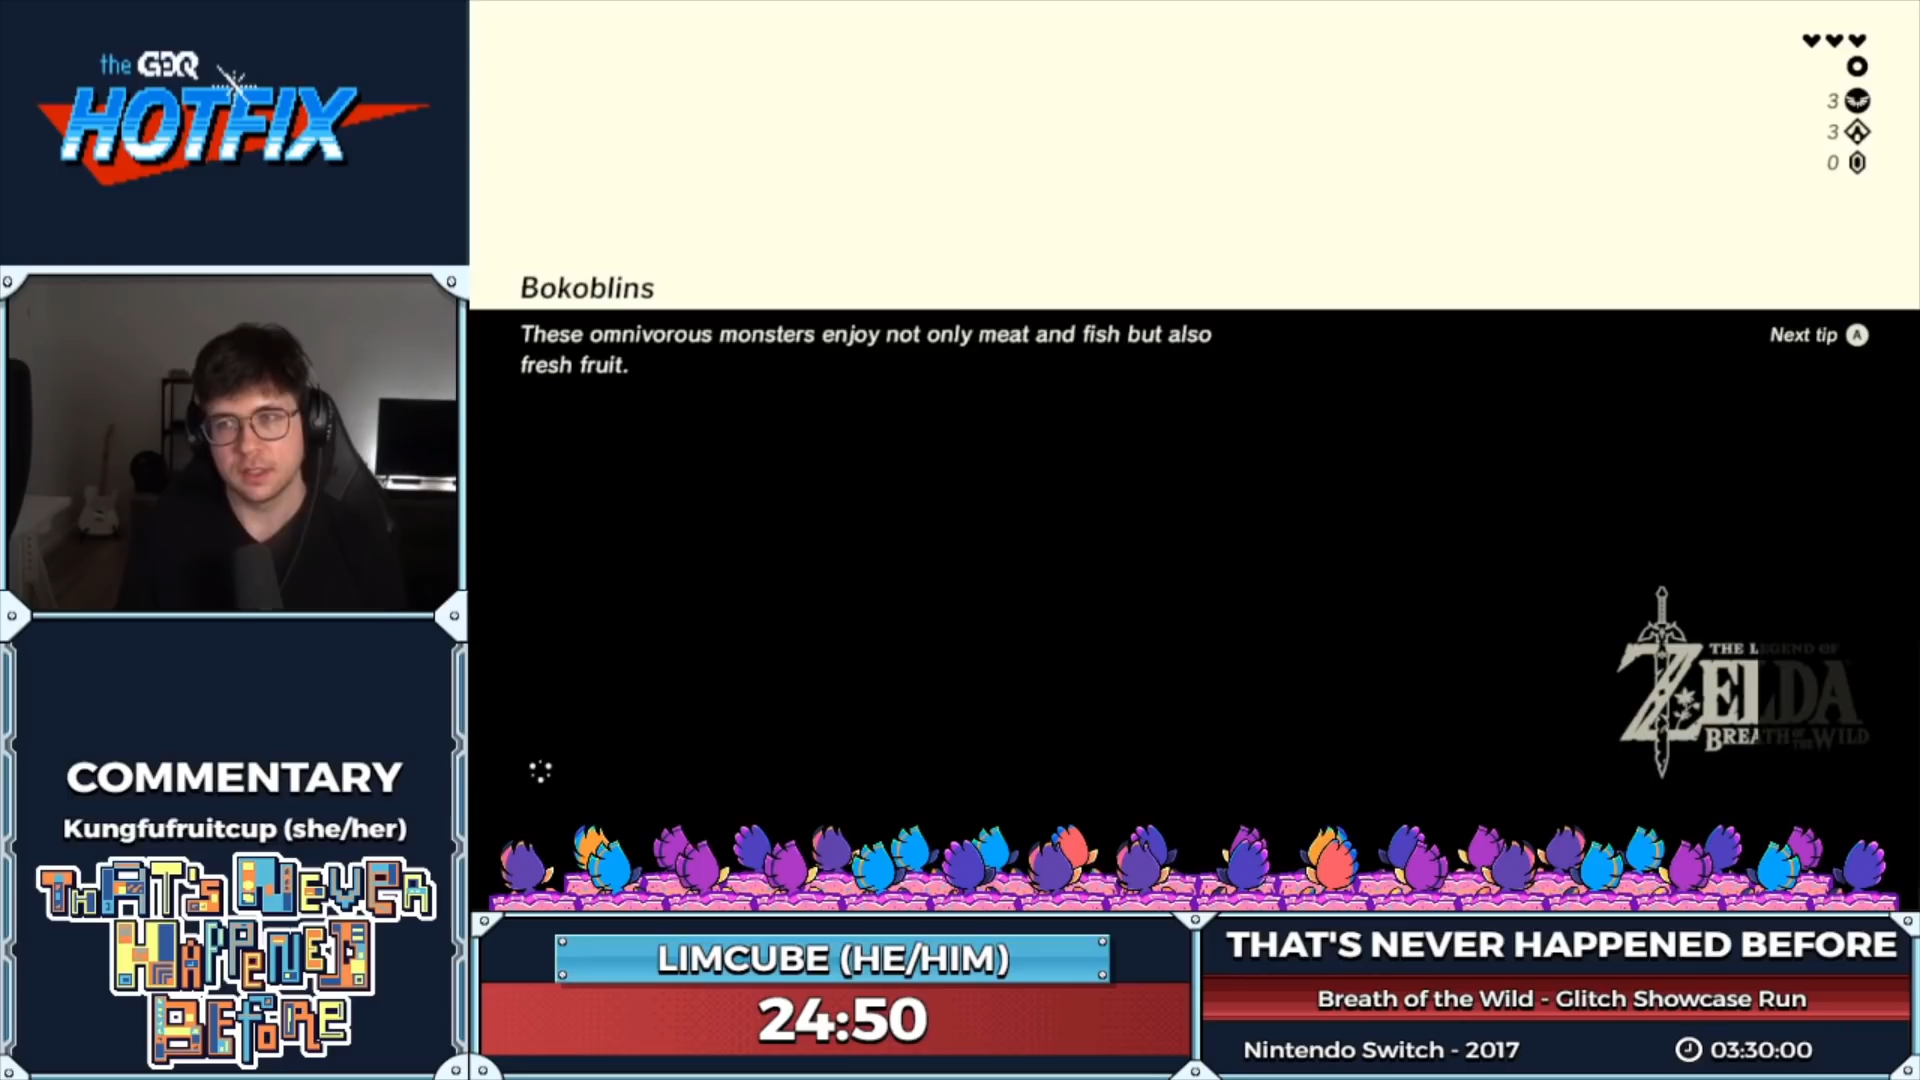 the GDQ
HOTFIX
3
3
0
Bokoblins
These omnivorous monsters enjoy not only meat and fish but also
fresh fruit.
Next tip A
THE LEGEND OF
ZELDA
BREATH OF THE WILD
COMMENTARY
Kungfufruitcup (she/her)
THAT'S NEVER
HAPPENED
BEFORE
LIMCUBE (HE/HIM)
24:50
THAT'S NEVER HAPPENED BEFORE
Breath of the Wild - Glitch Showcase Run
Nintendo Switch - 2017
03:30:00